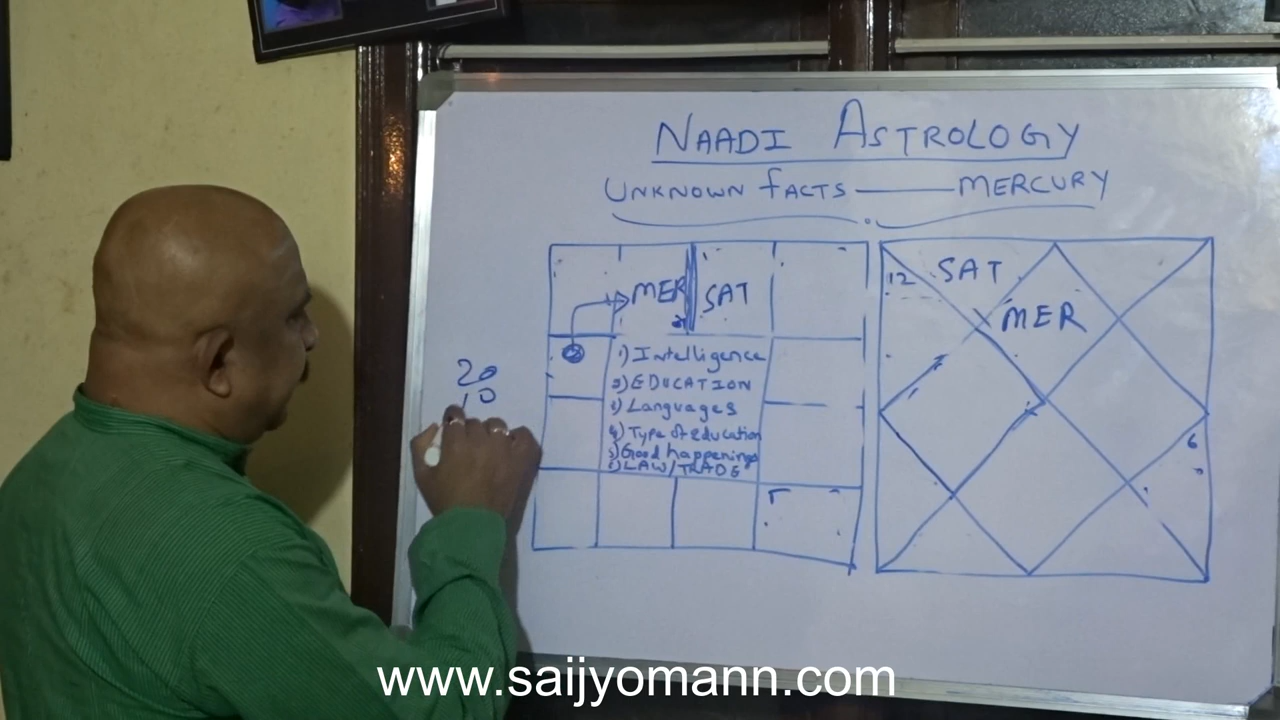 NAADI ASTROLOGY
UNKNOWN FACTS — MERCURY
MER SAT
12 SAT
MER
1) Intelligence
2) EDUCATION
3) Languages
4) Type of education
5) Good happenings
6) LAW/TRADE
20
10
6
www.saijyomann.com